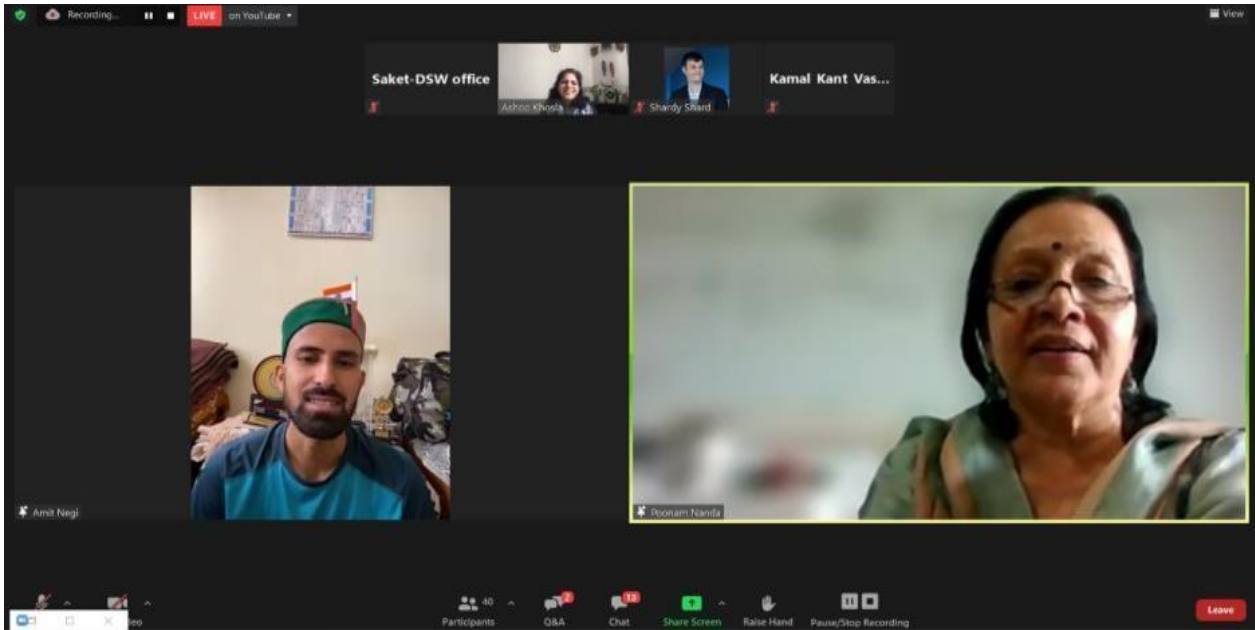 Recording...
LIVE on YouTube
View
Saket-DSW office
Ashoo Khosla
Shardy Shard
Kamal Kant Vas...
Amit Negi
Poonam Nanda
40
2
13
Participants
Q&A
Chat
Share Screen
Raise Hand
Pause/Stop Recording
Leave